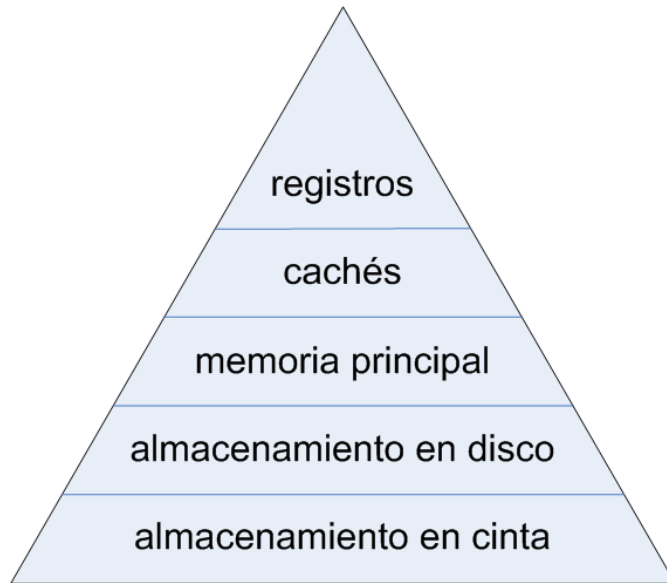 registros
cachés
memoria principal
almacenamiento en disco
almacenamiento en cinta